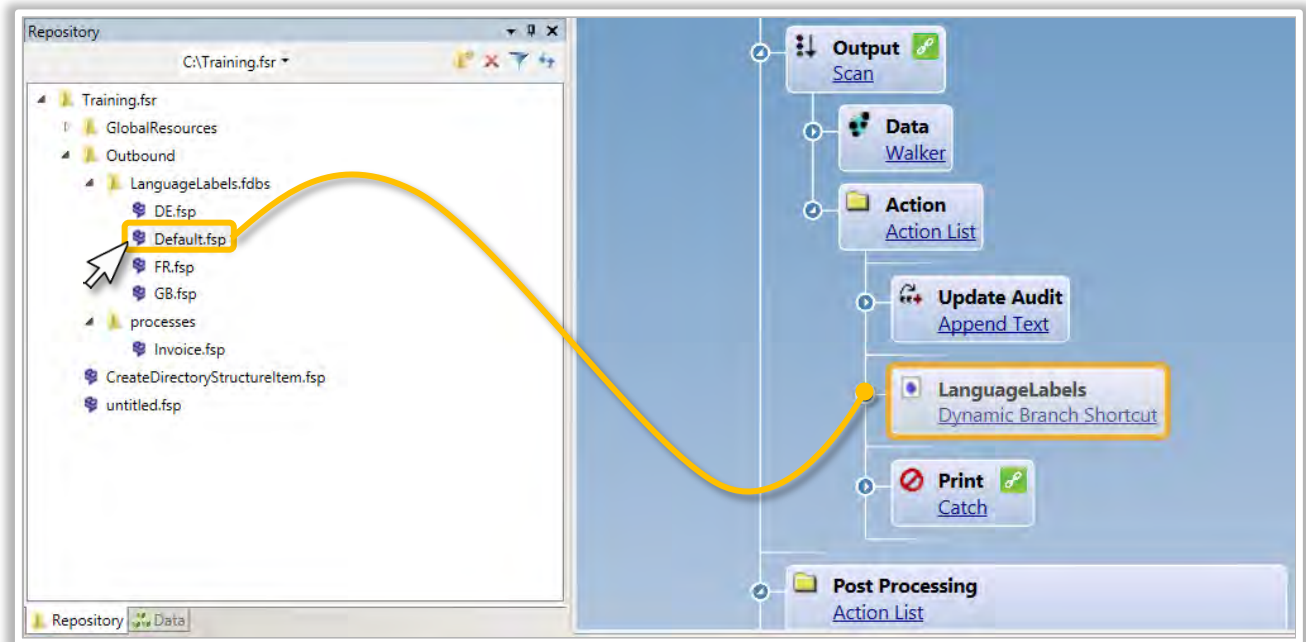 Repository
C:\Training.fsr
Training.fsr
GlobalResources
Outbound
LanguageLabels.fdbs
DE.fsp
Default.fsp
FR.fsp
GB.fsp
processes
Invoice.fsp
CreateDirectoryStructureItem.fsp
untitled.fsp
Repository
Data
Output
Scan
Data
Walker
Action
Action List
Update Audit
Append Text
LanguageLabels
Dynamic Branch Shortcut
Print
Catch
Post Processing
Action List